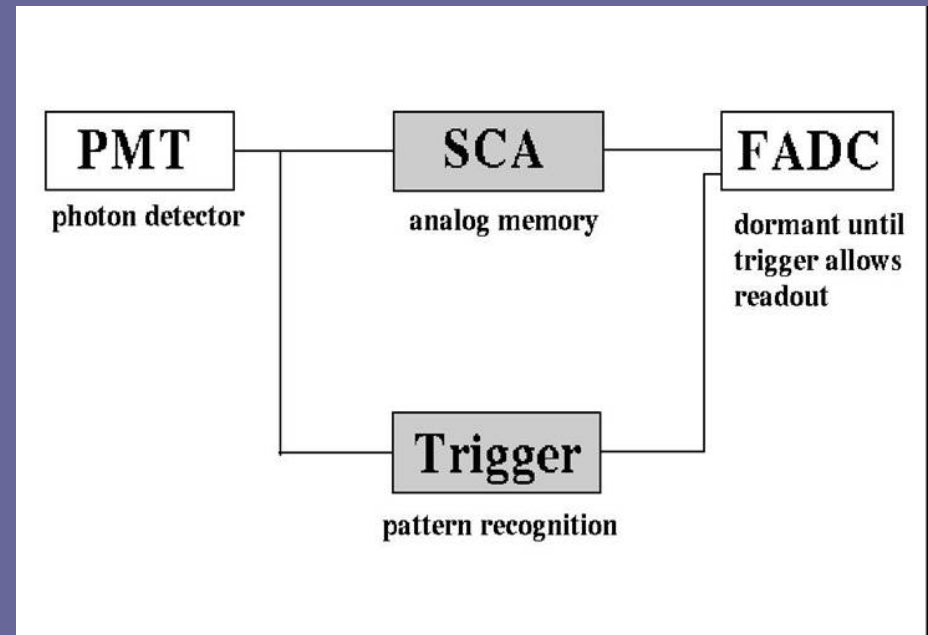 PMT
photon detector
SCA
analog memory
FADC
dormant until
trigger allows
readout
Trigger
pattern recognition